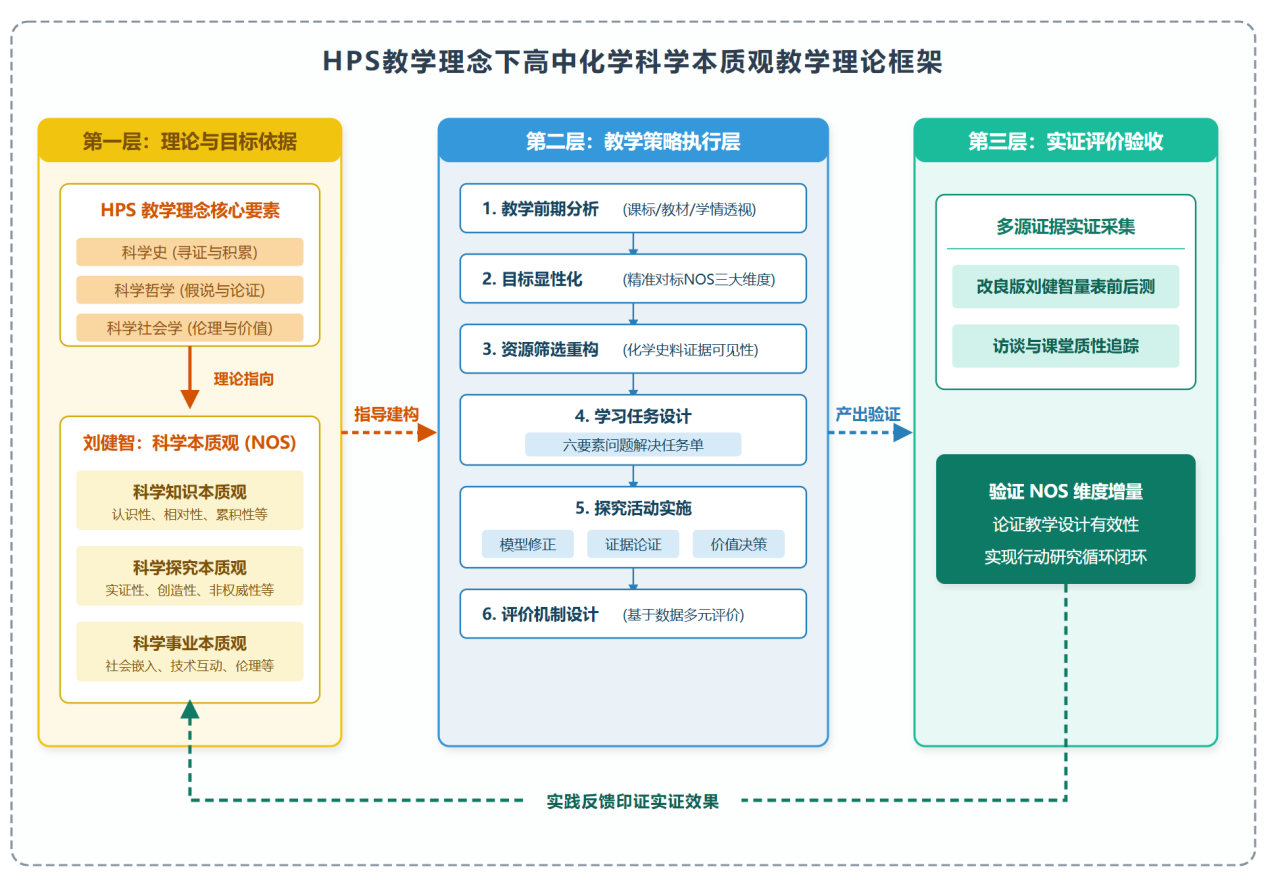 HPS教学理念下高中化学科学本质观教学理论框架
第一层：理论与目标依据
HPS 教学理念核心要素
科学史 (寻证与积累)
科学哲学 (假说与论证)
科学社会学 (伦理与价值)
理论指向
刘健智：科学本质观 (NOS)
科学知识本质观
认识性、相对性、累积性等
科学探究本质观
实证性、创造性、非权威性等
科学事业本质观
社会嵌入、技术互动、伦理等
指导建构
第二层：教学策略执行层
1. 教学前期分析 (课标/教材/学情透视)
2. 目标显性化 (精准对标NOS三大维度)
3. 资源筛选重构 (化学史料证据可见性)
4. 学习任务设计
六要素问题解决任务单
5. 探究活动实施
模型修正 证据论证 价值决策
6. 评价机制设计 (基于数据多元评价)
产出验证
第三层：实证评价验收
多源证据实证采集
改良版刘健智量表前后测
访谈与课堂质性追踪
验证 NOS 维度增量
论证教学设计有效性
实现行动研究循环闭环
实践反馈印证实证效果